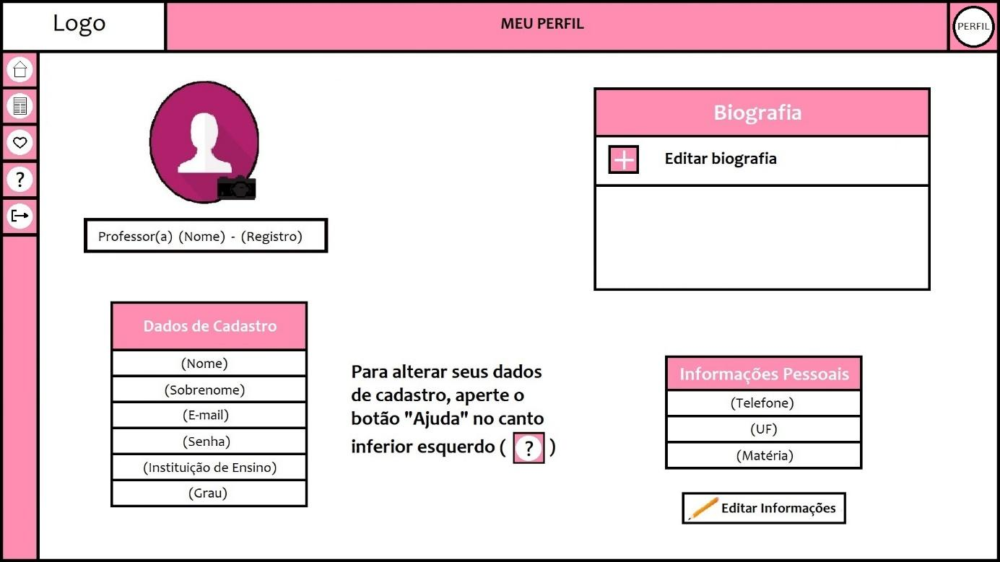 Logo
MEU PERFIL
PERFIL
?
Biografia
Editar biografia
Professor(a) (Nome) - (Registro)
Dados de Cadastro
(Nome)
(Sobrenome)
(E-mail)
(Senha)
(Instituição de Ensino)
(Grau)
Para alterar seus dados
de cadastro, aperte o
botão "Ajuda" no canto
inferior esquerdo ( ? )
Informações Pessoais
(Telefone)
(UF)
(Matéria)
Editar Informações